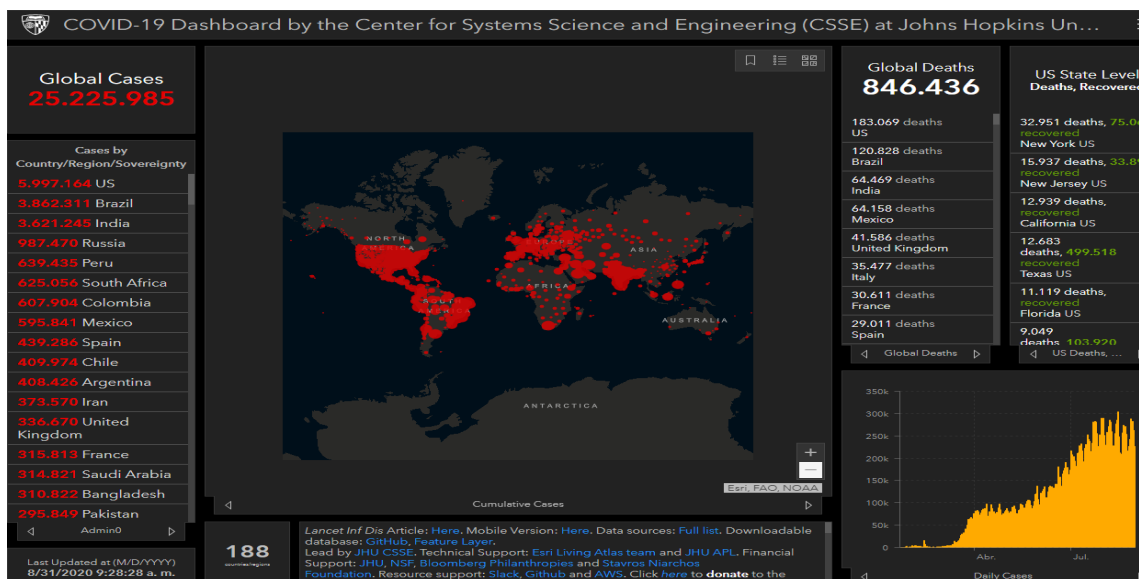 COVID-19 Dashboard by the Center for Systems Science and Engineering (CSSE) at Johns Hopkins Un...
Global Cases
25.225.985
Cases by
Country/Region/Sovereignty
5.997.164 US
3.862.311 Brazil
3.621.245 India
987.470 Russia
639.435 Peru
625.056 South Africa
607.904 Colombia
595.841 Mexico
439.286 Spain
409.974 Chile
408.426 Argentina
373.570 Iran
336.670 United
Kingdom
315.813 France
314.821 Saudi Arabia
310.822 Bangladesh
295.849 Pakistan
Admin0
Last Updated at (M/D/YYYY)
8/31/2020 9:28:28 a. m.
NORTH
AMERICA
SOUTH
AMERICA
EUROPE
AFRICA
ASIA
AUSTRALIA
ANTARCTICA
Esri, FAO, NOAA
Cumulative Cases
188
countries/regions
Lancet Inf Dis Article: Here. Mobile Version: Here. Data sources: Full list. Downloadable
database: GitHub, Feature Layer.
Lead by JHU CSSE. Technical Support: Esri Living Atlas team and JHU APL. Financial
Support: JHU, NSF, Bloomberg Philanthropies and Stavros Niarchos
Foundation. Resource support: Slack, Github and AWS. Click here to donate to the
Global Deaths
846.436
183.069 deaths
US
120.828 deaths
Brazil
64.469 deaths
India
64.158 deaths
Mexico
41.586 deaths
United Kingdom
35.477 deaths
Italy
30.611 deaths
France
29.011 deaths
Spain
Global Deaths
US State Level
Deaths, Recovered
32.951 deaths, 75.0
recovered
New York US
15.937 deaths, 33.8
recovered
New Jersey US
12.939 deaths,
recovered
California US
12.683
deaths, 499.518
recovered
Texas US
11.119 deaths,
recovered
Florida US
9.049
deaths, 103.920
US Deaths, ...
350k
300k
250k
200k
150k
100k
50k
0
Abr.
Jul.
Daily Cases